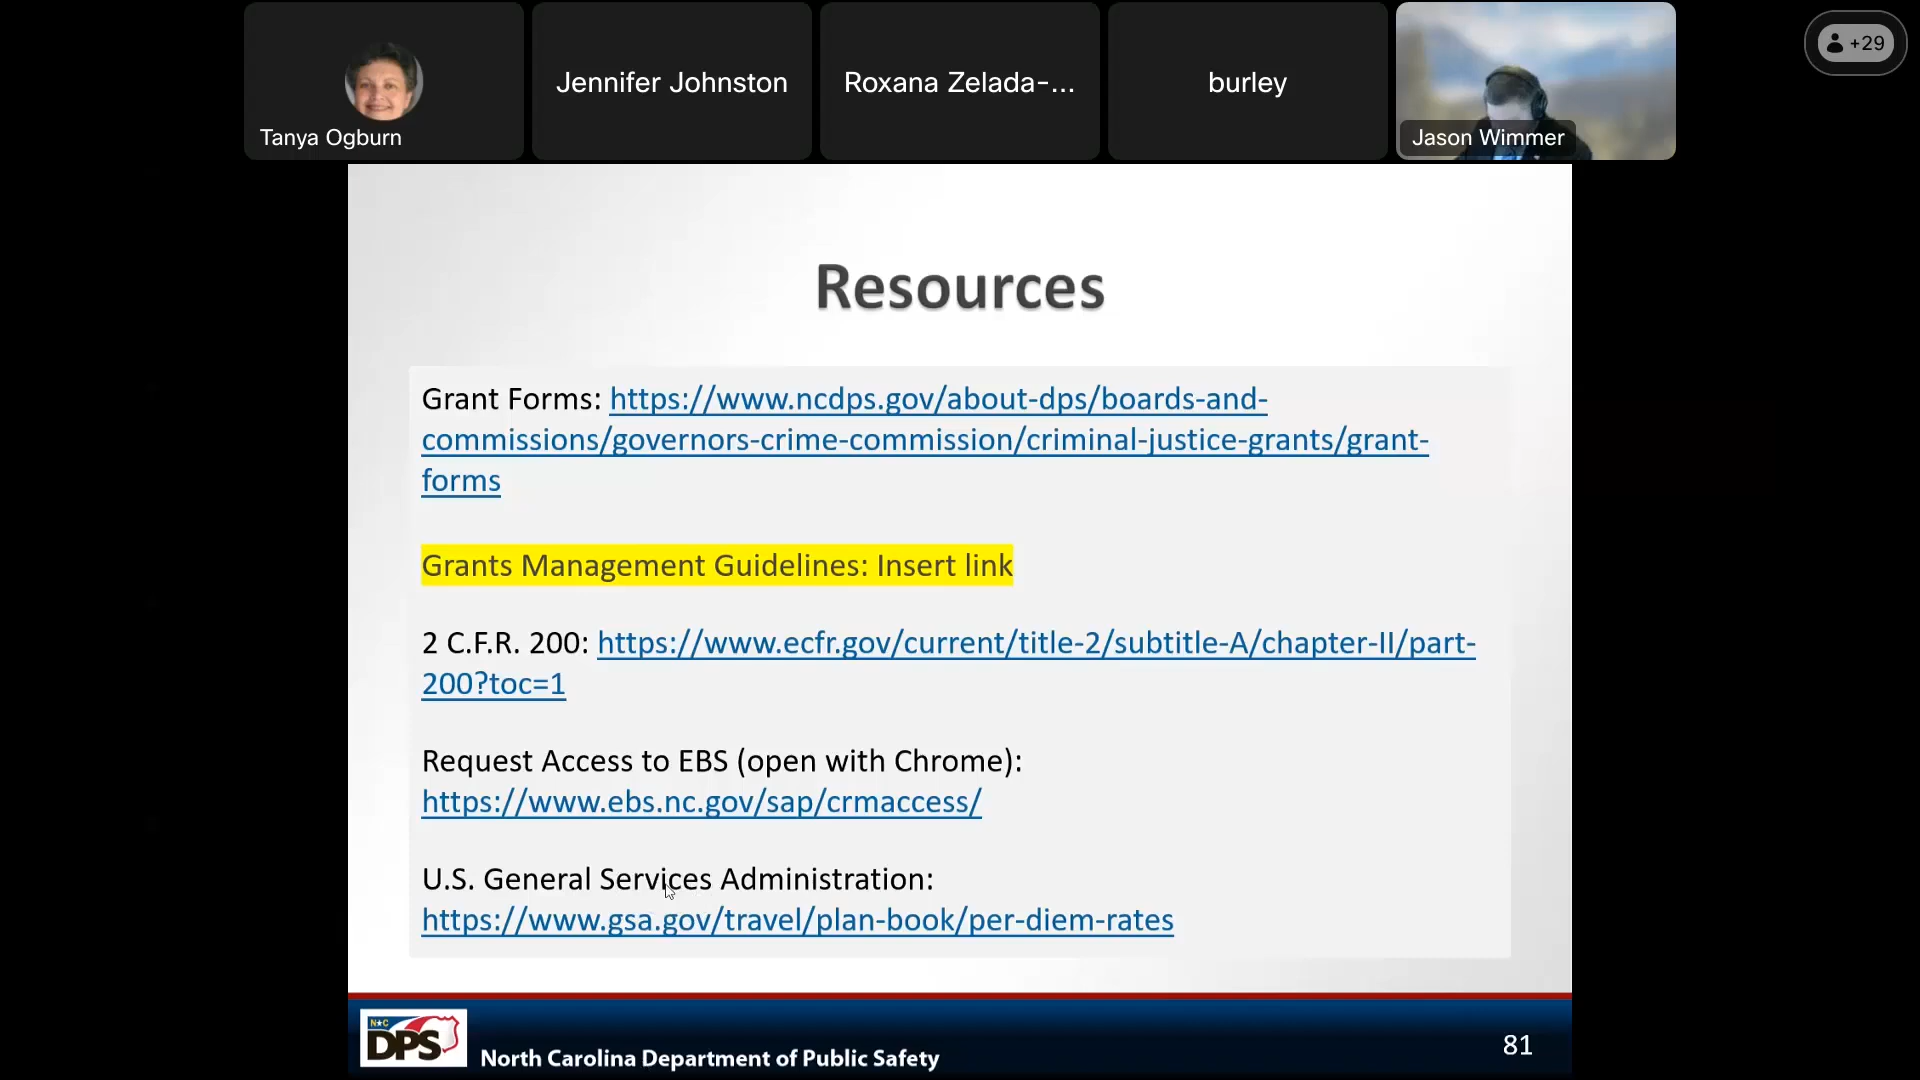 Tanya Ogburn
Jennifer Johnston
Roxana Zelada-...
burley
Jason Wimmer
+29
Resources
Grant Forms: https://www.ncdps.gov/about-dps/boards-and-
commissions/governors-crime-commission/criminal-justice-grants/grant-
forms
Grants Management Guidelines: Insert link
2 C.F.R. 200: https://www.ecfr.gov/current/title-2/subtitle-A/chapter-II/part-
200?toc=1
Request Access to EBS (open with Chrome):
https://www.ebs.nc.gov/sap/crmaccess/
U.S. General Services Administration:
https://www.gsa.gov/travel/plan-book/per-diem-rates
N★C
DPS
North Carolina Department of Public Safety
81